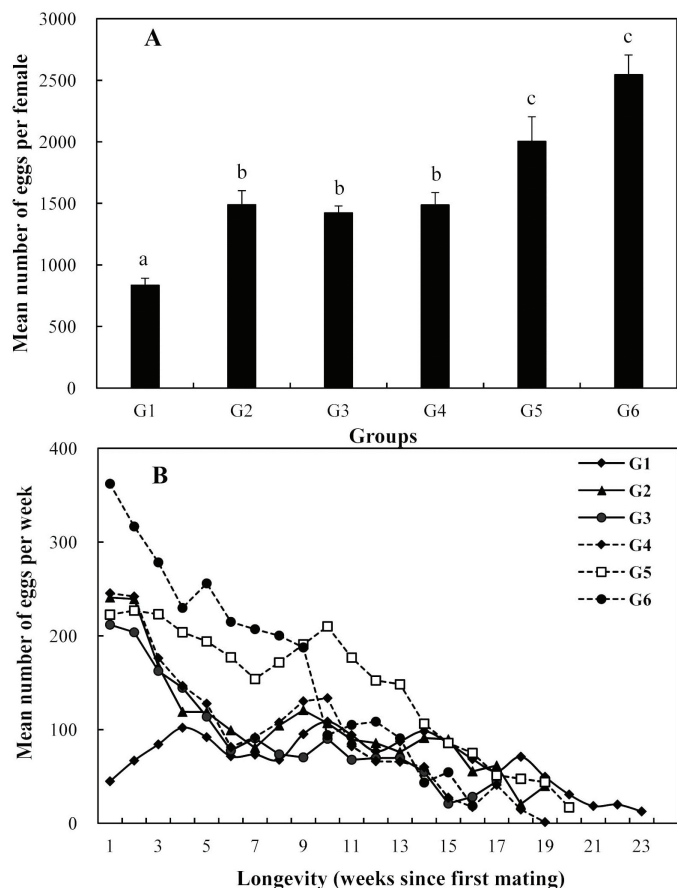 A
Mean number of eggs per female
3000
2500
2000
1500
1000
500
0
a
b
b
b
c
c
G1 G2 G3 G4 G5 G6
Groups
B
Mean number of eggs per week
400
300
200
100
0
G1
G2
G3
G4
G5
G6
1 3 5 7 9 11 13 15 17 19 21 23
Longevity (weeks since first mating)